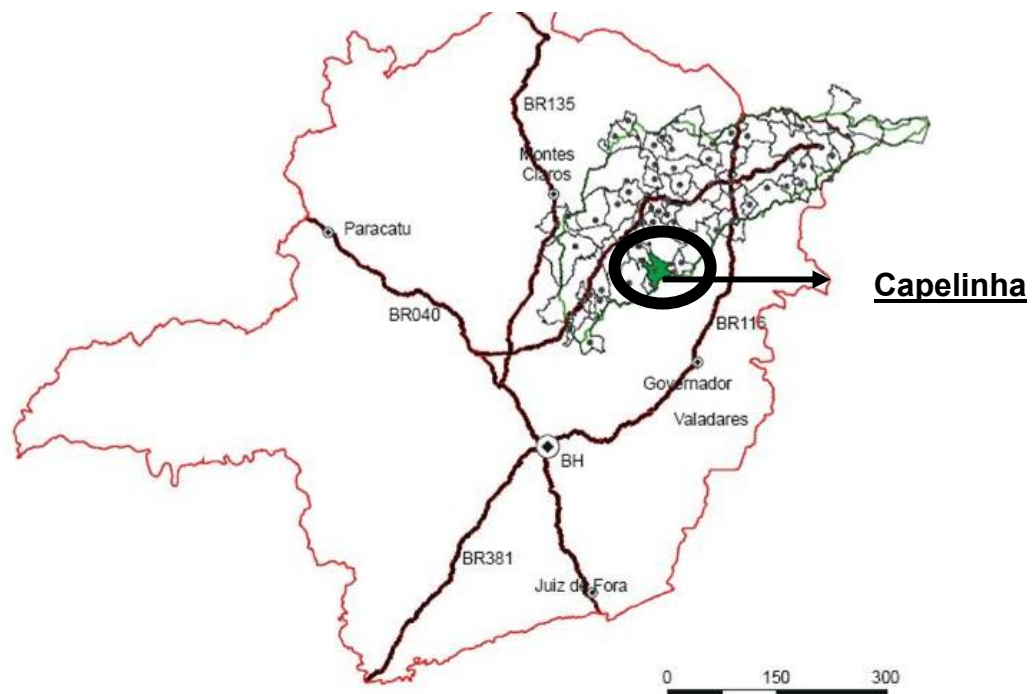 BR135
Montes
Claros
Paracatu
Capelinha
BR040
BR116
Governador
Valadares
BH
BR381
Juiz de Fora
0 150 300